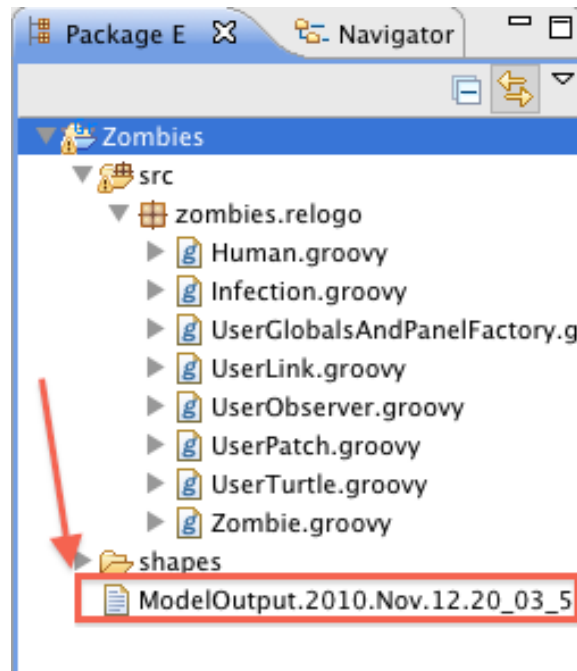 Package E Navigator
Zombies
src
zombies.relogo
Human.groovy
Infection.groovy
UserGlobalsAndPanelFactory.g
UserLink.groovy
UserObserver.groovy
UserPatch.groovy
UserTurtle.groovy
Zombie.groovy
shapes
ModelOutput.2010.Nov.12.20_03_5